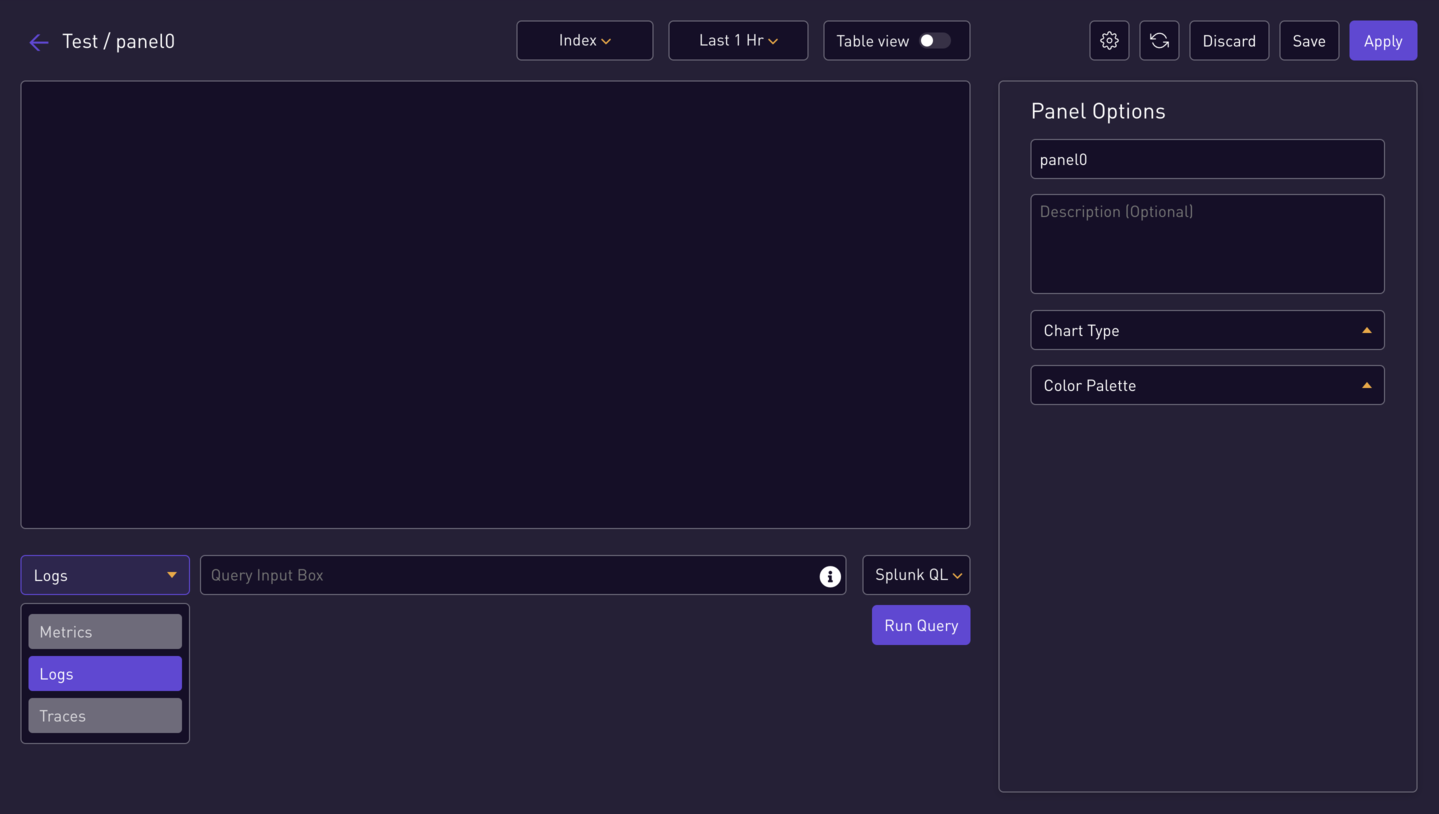 Test / panel0
Index
Last 1 Hr
Table view
Discard
Save
Apply
Panel Options
panel0
Description (Optional)
Chart Type
Color Palette
Logs
Query Input Box
Splunk QL
Run Query
Metrics
Logs
Traces